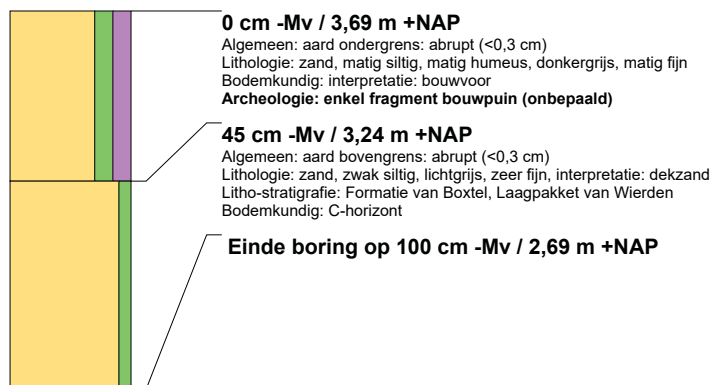 0 cm -Mv / 3,69 m +NAP
Algemeen: aard ondergrens: abrupt (<0,3 cm)
Lithologie: zand, matig siltig, matig humeus, donkergrijs, matig fijn
Bodemkundig: interpretatie: bouwvoor
Archeologie: enkel fragment bouwpuin (onbepaald)
45 cm -Mv / 3,24 m +NAP
Algemeen: aard bovengrens: abrupt (<0,3 cm)
Lithologie: zand, zwak siltig, lichtgrijs, zeer fijn, interpretatie: dekzand
Litho-stratigrafie: Formatie van Boxtel, Laagpakket van Wierden
Bodemkundig: C-horizont
Einde boring op 100 cm -Mv / 2,69 m +NAP